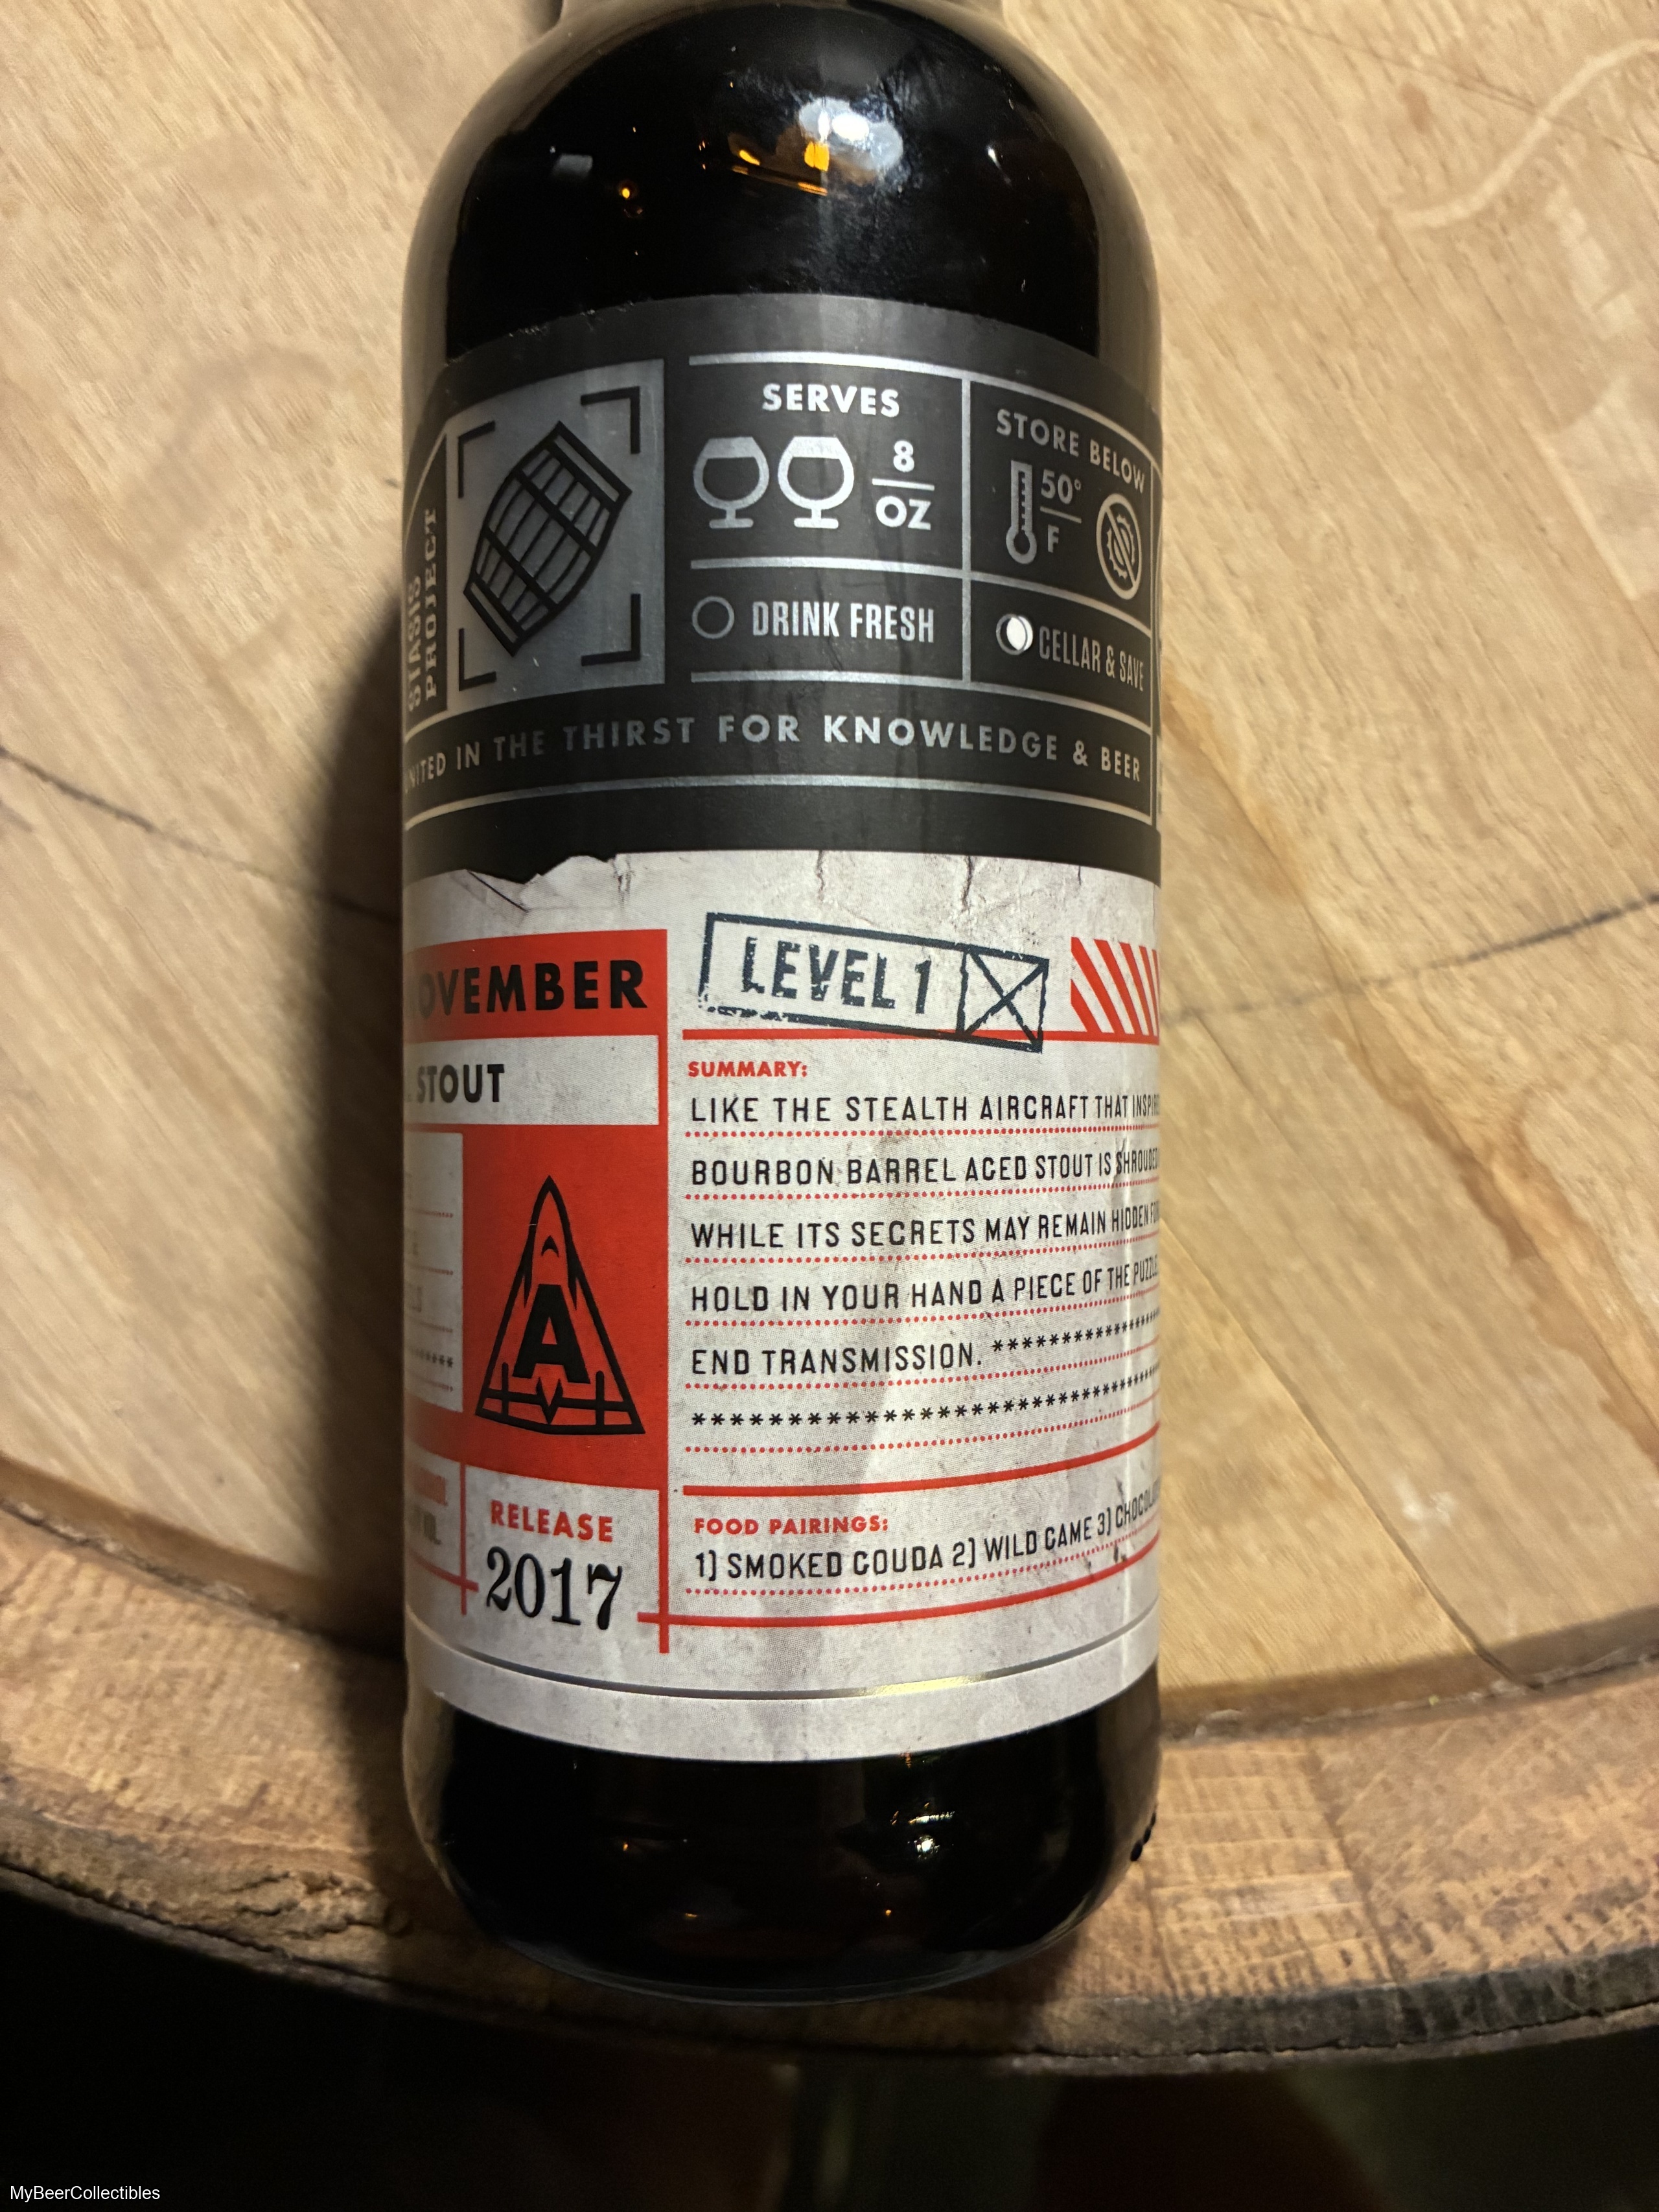 STASIS
PROJECT
SERVES
8
OZ
STORE BELOW
50°
F
DRINK FRESH
CELLAR & SAVE
IN THE THIRST FOR KNOWLEDGE & BEER
LEVEL 1
STOUT
A
RELEASE
2017
SUMMARY:
LIKE THE STEALTH AIRCRAFT THAT
BOURBON BARREL AGED STOUT IS
WHILE ITS SECRETS MAY REMAIN HIDDEN
HOLD IN YOUR HAND A PIECE OF THE PUZZLE
END TRANSMISSION. ******************
*****************************
FOOD PAIRINGS:
1) SMOKED GOUDA 2) WILD GAME 3)
MyBeerCollectibles